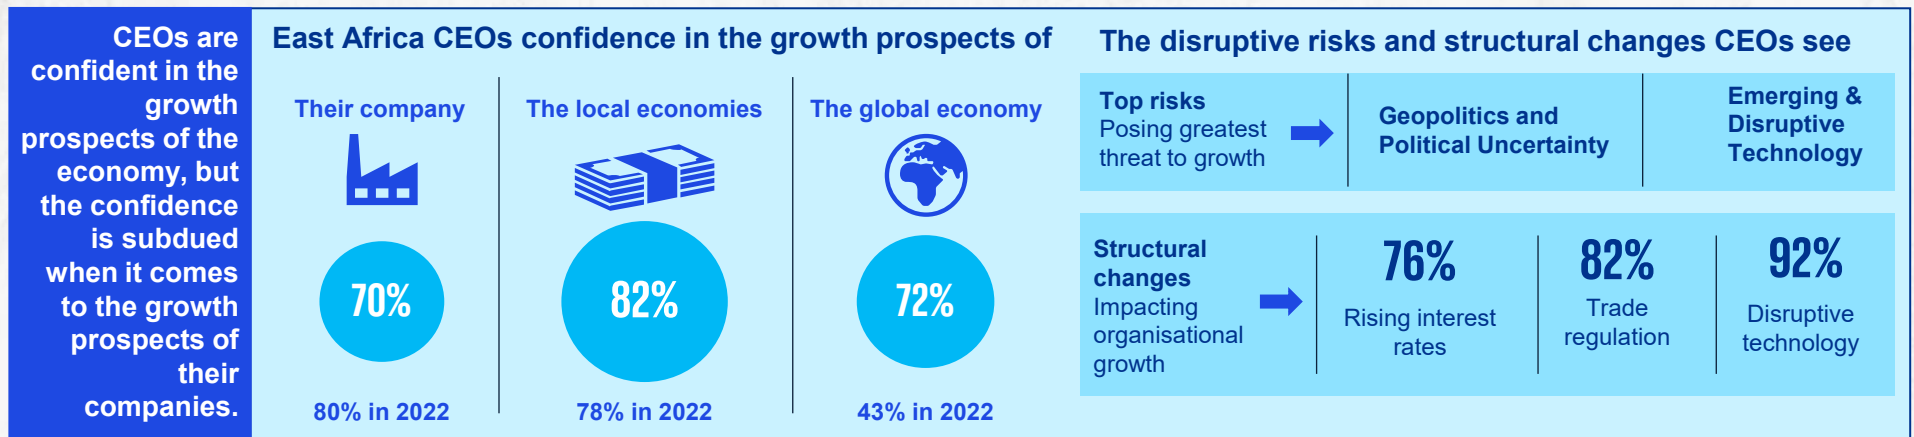 CEOs are
confident in the
growth
prospects of the
economy, but
the confidence
is subdued
when it comes
to the growth
prospects of
their
companies.
East Africa CEOs confidence in the growth prospects of
Their company
70%
80% in 2022
The local economies
82%
78% in 2022
The global economy
72%
43% in 2022
The disruptive risks and structural changes CEOs see
Top risks
Posing greatest
threat to growth
Geopolitics and
Political Uncertainty
Emerging &
Disruptive
Technology
Structural
changes
Impacting
organisational
growth
76%
Rising interest
rates
82%
Trade
regulation
92%
Disruptive
technology